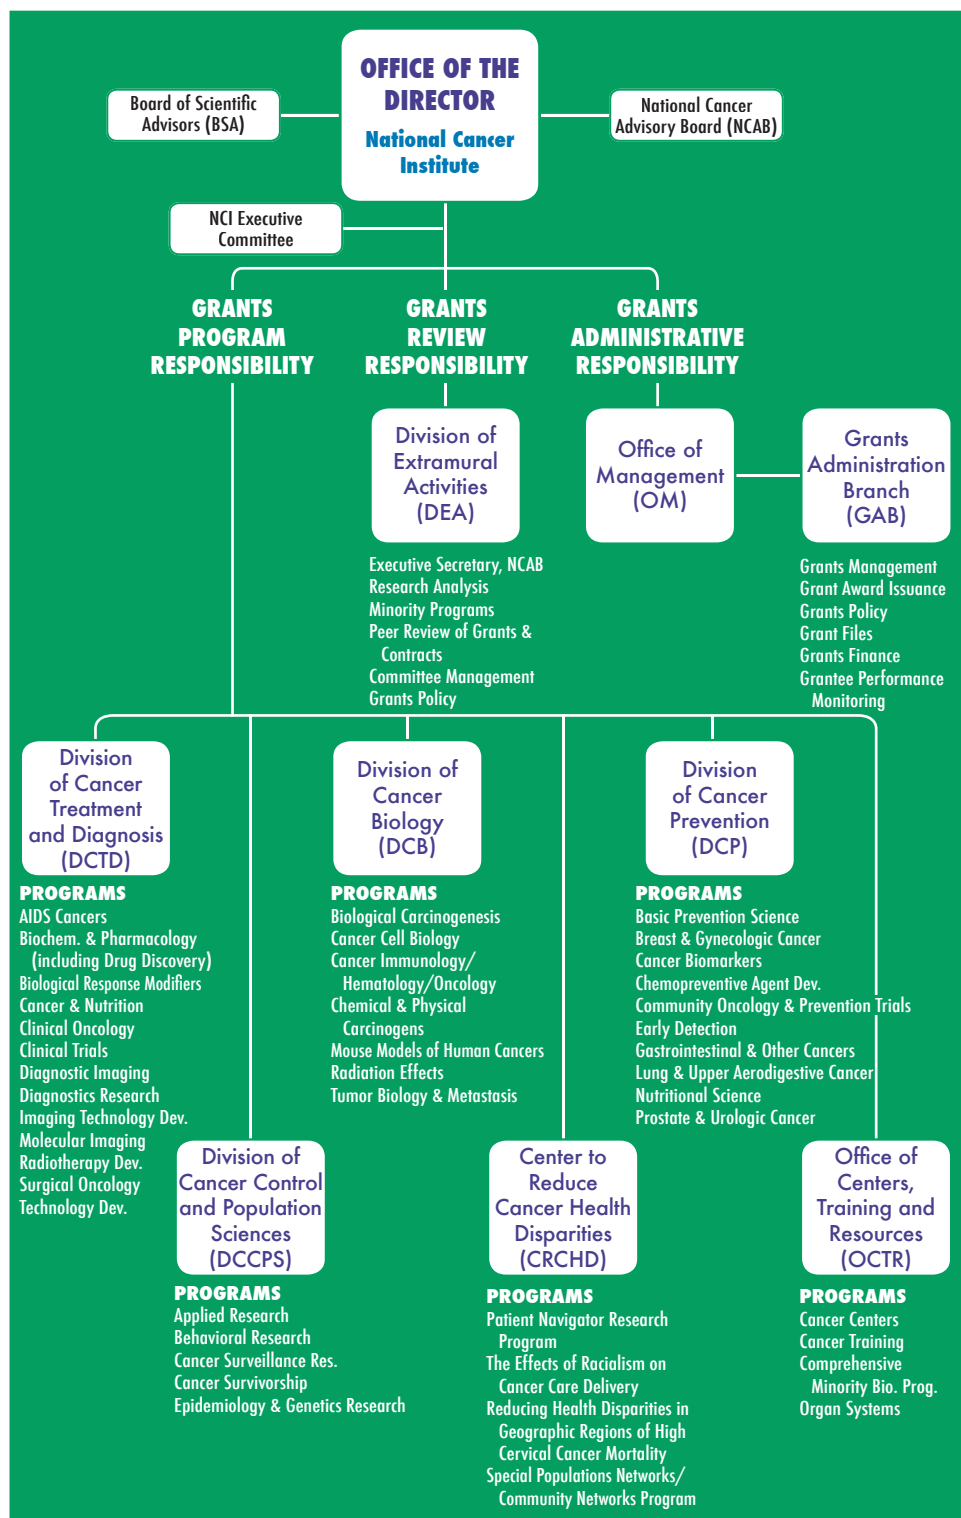 OFFICE OF THE
DIRECTOR
National Cancer
Institute
Board of Scientific
Advisors (BSA)
National Cancer
Advisory Board (NCAB)
NCI Executive
Committee
GRANTS
PROGRAM
RESPONSIBILITY
GRANTS
REVIEW
RESPONSIBILITY
GRANTS
ADMINISTRATIVE
RESPONSIBILITY
Division of
Extramural
Activities
(DEA)
Executive Secretary, NCAB
Research Analysis
Minority Programs
Peer Review of Grants &
Contracts
Committee Management
Grants Policy
Office of
Management
(OM)
Grants
Administration
Branch
(GAB)
Grants Management
Grant Award Issuance
Grants Policy
Grant Files
Grants Finance
Grantee Performance
Monitoring
Division
of Cancer
Treatment
and Diagnosis
(DCTD)
PROGRAMS
AIDS Cancers
Biochem. & Pharmacology
(including Drug Discovery)
Biological Response Modifiers
Cancer & Nutrition
Clinical Oncology
Clinical Trials
Diagnostic Imaging
Diagnostics Research
Imaging Technology Dev.
Molecular Imaging
Radiotherapy Dev.
Surgical Oncology
Technology Dev.
Division of
Cancer
Biology
(DCB)
PROGRAMS
Biological Carcinogenesis
Cancer Cell Biology
Cancer Immunology/
Hematology/Oncology
Chemical & Physical
Carcinogens
Mouse Models of Human Cancers
Radiation Effects
Tumor Biology & Metastasis
Division
of Cancer
Prevention
(DCP)
PROGRAMS
Basic Prevention Science
Breast & Gynecologic Cancer
Cancer Biomarkers
Chemopreventive Agent Dev.
Community Oncology & Prevention Trials
Early Detection
Gastrointestinal & Other Cancers
Lung & Upper Aerodigestive Cancer
Nutritional Science
Prostate & Urologic Cancer
Division of
Cancer Control
and Population
Sciences
(DCCPS)
PROGRAMS
Applied Research
Behavioral Research
Cancer Surveillance Res.
Cancer Survivorship
Epidemiology & Genetics Research
Center to
Reduce
Cancer Health
Disparities
(CRCHD)
PROGRAMS
Patient Navigator Research
Program
The Effects of Racialism on
Cancer Care Delivery
Reducing Health Disparities in
Geographic Regions of High
Cervical Cancer Mortality
Special Populations Networks/
Community Networks Program
Office of
Centers,
Training and
Resources
(OCTR)
PROGRAMS
Cancer Centers
Cancer Training
Comprehensive
Minority Bio. Prog.
Organ Systems